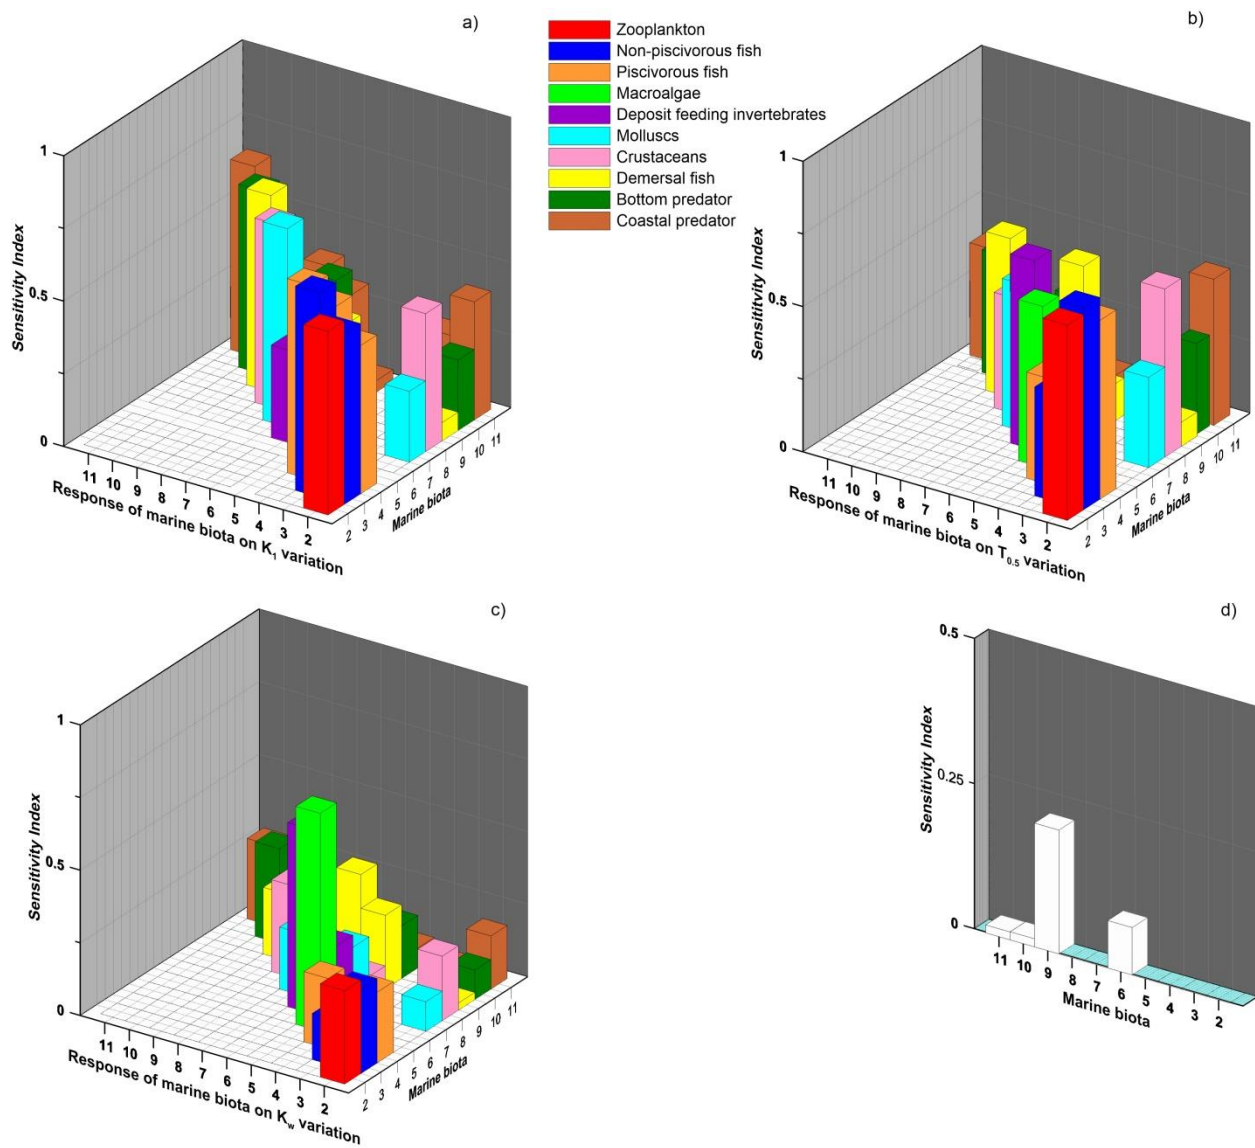 a)
1
0.5
0
Sensitivity Index
11 10 9 8 7 6 5 4 3 2
Response of marine biota on K1 variation
2 3 4 5 6 7 8 9 10 11
Marine biota
Zooplankton
Non-piscivorous fish
Piscivorous fish
Macroalgae
Deposit feeding invertebrates
Molluscs
Crustaceans
Demersal fish
Bottom predator
Coastal predator
b)
1
0.5
0
Sensititvity Index
11 10 9 8 7 6 5 4 3 2
Response of marine biota on T0.5 variation
2 3 4 5 6 7 8 9 10 11
Marine biota
c)
1
0.5
0
Sensitivity Index
11 10 9 8 7 6 5 4 3 2
Response of marine biota on Kw variation
2 3 4 5 6 7 8 9 10 11
Marine biota
d)
0.5
0.25
0
Sensitivity Index
11 10 9 8 7 6 5 4 3 2
Marine biota